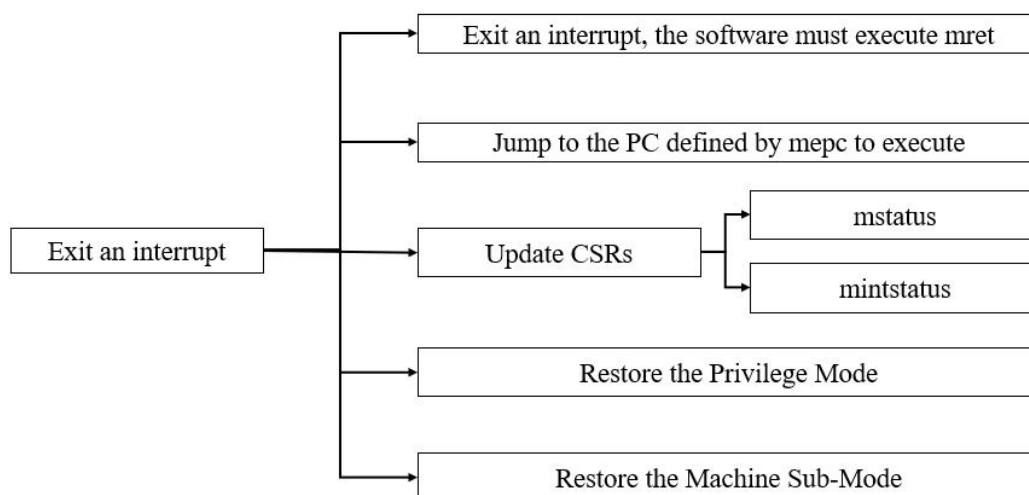 Exit an interrupt, the software must execute mret
Jump to the PC defined by mepc to execute
Exit an interrupt
Update CSRs
mstatus
mintstatus
Restore the Privilege Mode
Restore the Machine Sub-Mode